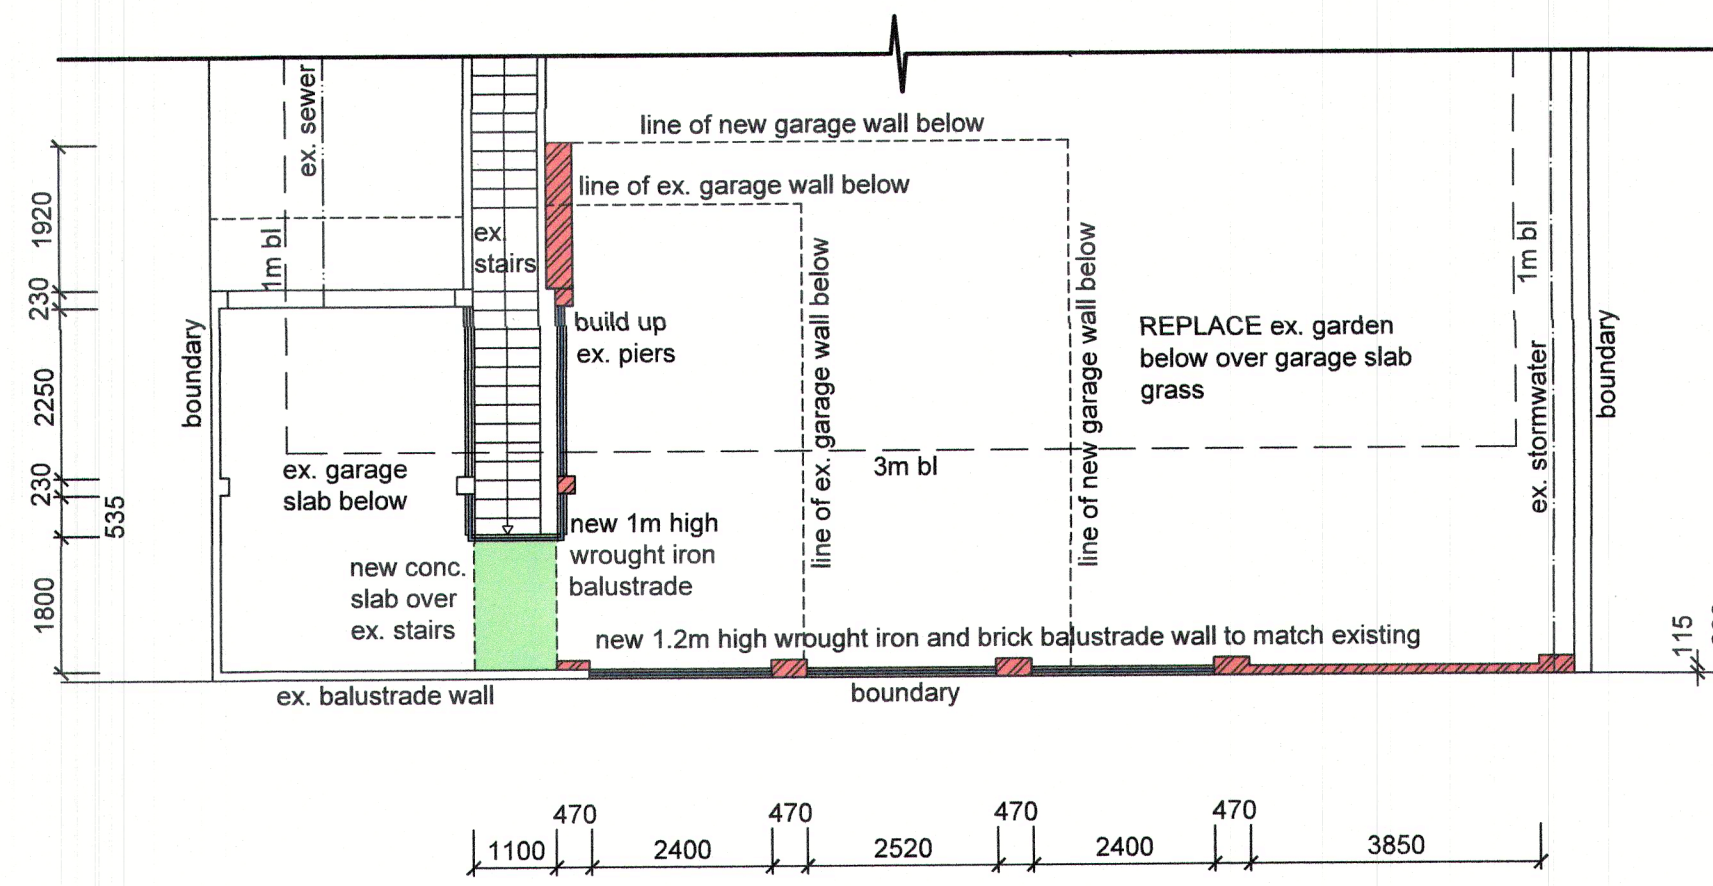 ex. sewer
line of new garage wall below
line of ex. garage wall below
1920
1m bl
ex.
stairs
line of ex. garage wall below
line of new garage wall below
1m bl
230
build up
ex. piers
REPLACE ex. garden
below over garage slab
grass
boundary
boundary
2250
ex. stormwater
3m bl
ex. garage
slab below
230
535
new 1m high
wrought iron
balustrade
new conc.
slab over
ex. stairs
1800
new 1.2m high wrought iron and brick balustrade wall to match existing
115
ex. balustrade wall
boundary
470
470
470
470
1100
2400
2520
2400
3850